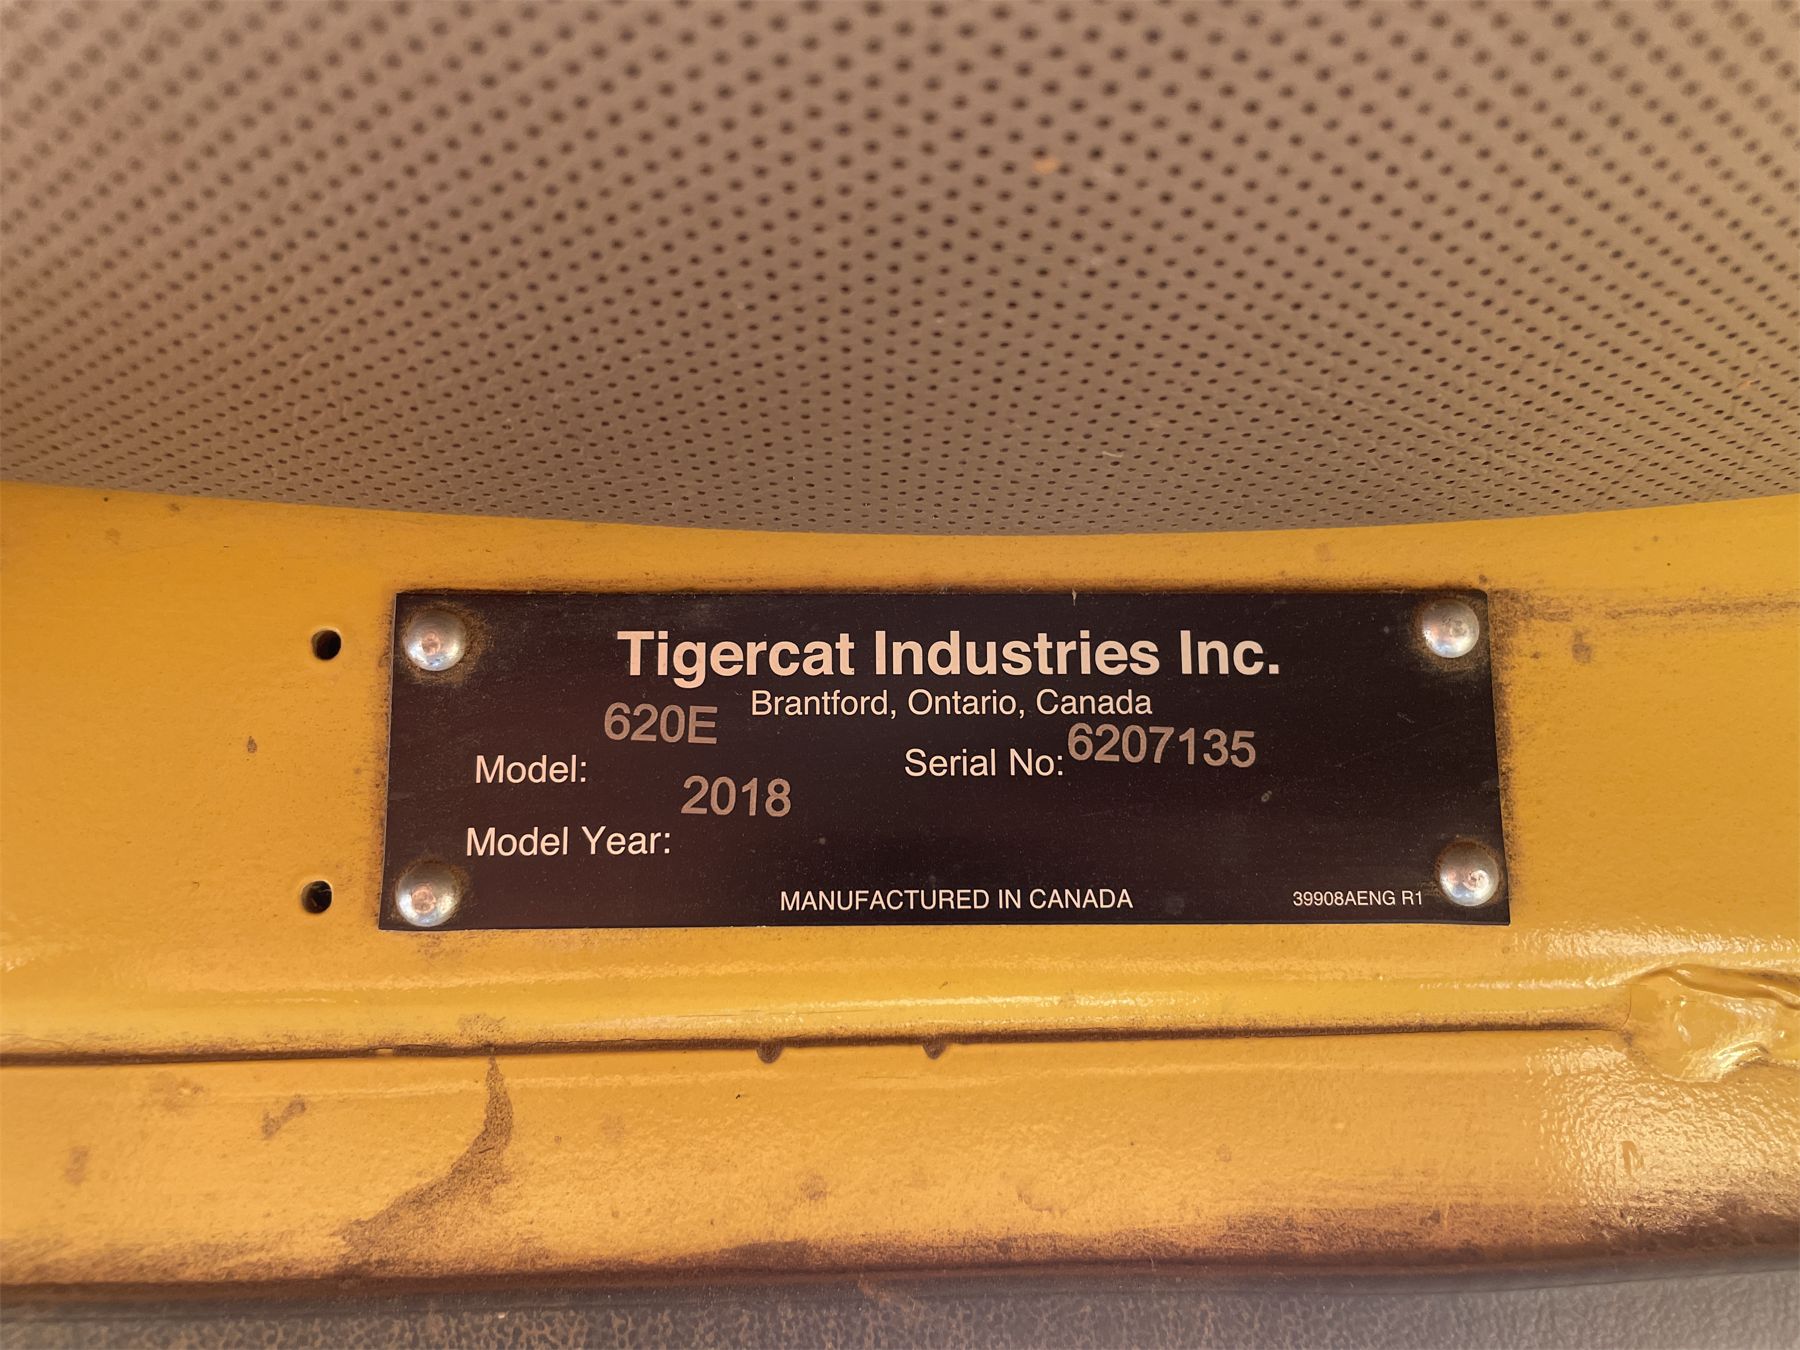 Tigercat Industries Inc.
Brantford, Ontario, Canada
Model: 620E Serial No: 6207135
Model Year: 2018
MANUFACTURED IN CANADA 39908AENG R1